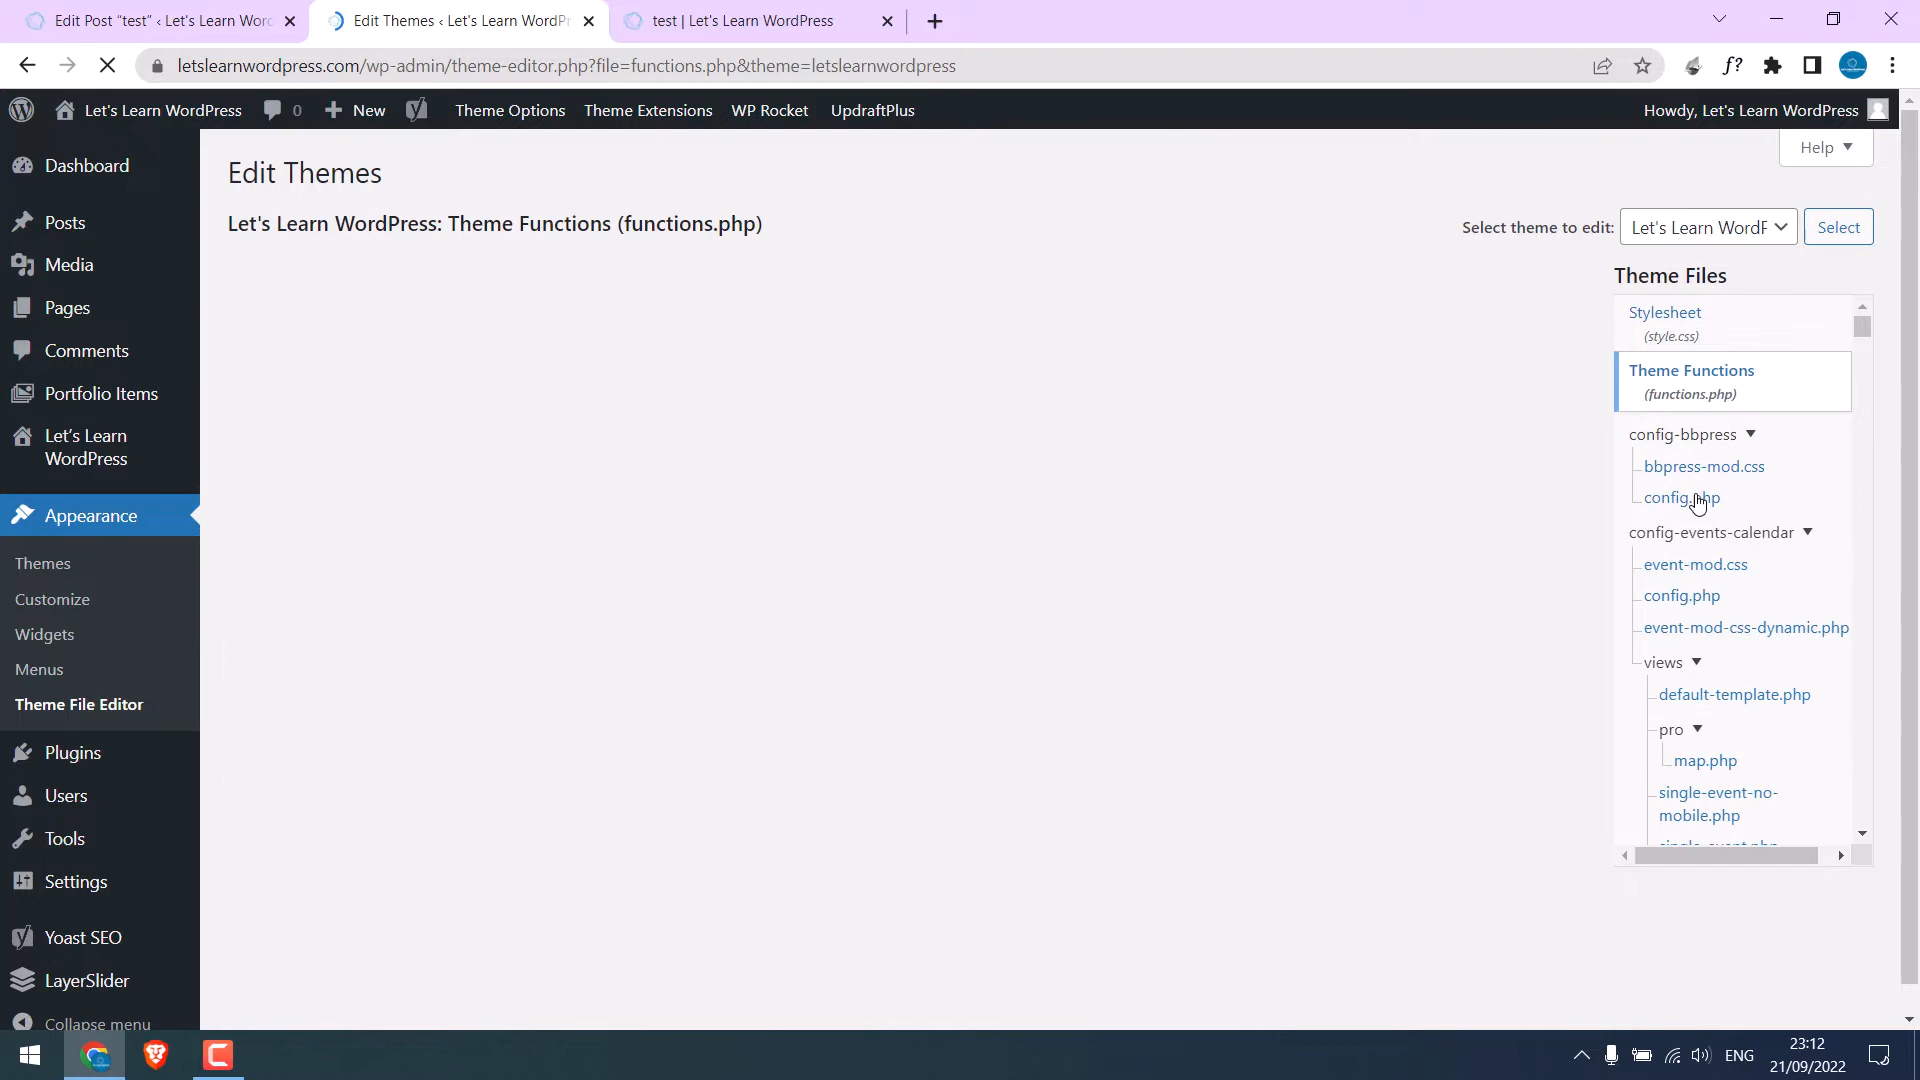 Edit Post “test” ‹ Let's Learn Wor
Edit Themes ‹ Let's Learn WordP
test | Let's Learn WordPress
letslearnwordpress.com/wp-admin/theme-editor.php?file=functions.php&theme=letslearnwordpress
f?
Let's Learn WordPress
0
New
Theme Options
Theme Extensions
WP Rocket
UpdraftPlus
Howdy, Let's Learn WordPress
Help
Dashboard
Posts
Media
Pages
Comments
Portfolio Items
Let’s Learn
WordPress
Appearance
Themes
Customize
Widgets
Menus
Theme File Editor
Plugins
Users
Tools
Settings
Yoast SEO
LayerSlider
Collapse menu
Edit Themes
Let's Learn WordPress: Theme Functions (functions.php)
Select theme to edit:
Let's Learn WordF
Select
Theme Files
Stylesheet
(style.css)
Theme Functions
(functions.php)
config-bbpress
bbpress-mod.css
config.php
config-events-calendar
event-mod.css
config.php
event-mod-css-dynamic.php
views
default-template.php
pro
map.php
single-event-no-
mobile.php
single-event.php
ENG
23:12
21/09/2022